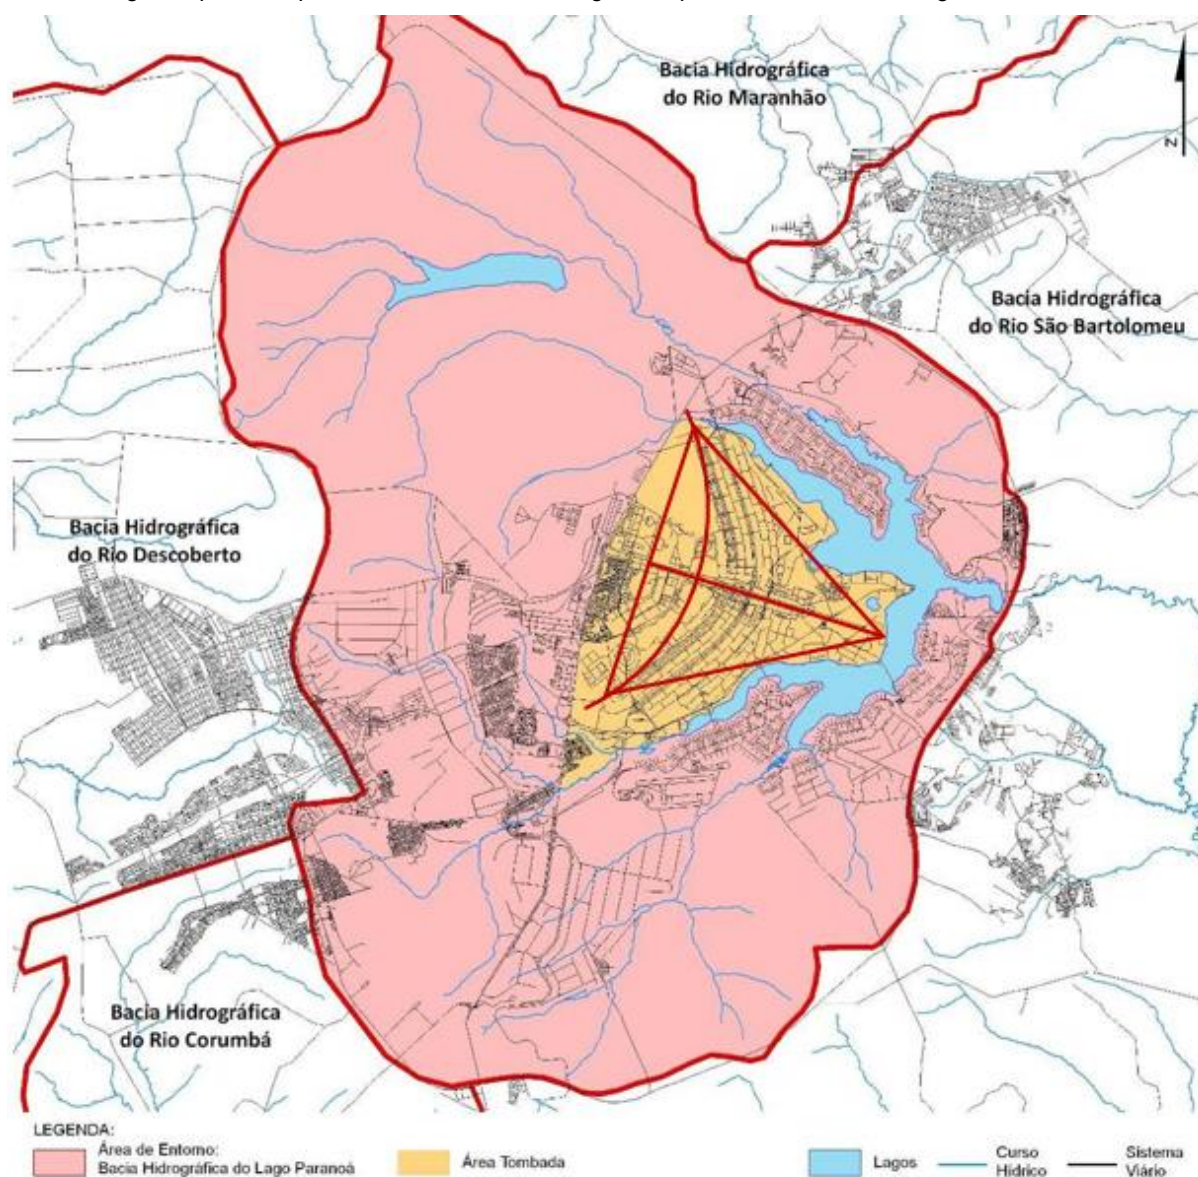 Bacia Hidrográfica
do Rio Maranhão
N
Bacia Hidrográfica
do Rio São Bartolomeu
Bacia Hidrográfica
do Rio Descoberto
Bacia Hidrográfica
do Rio Corumbá
LEGENDA:
Área de Entorno:
Bacia Hidrográfica do Lago Paranoá
Área Tombada
Lagos
Curso
Hídrico
Sistema
Viário